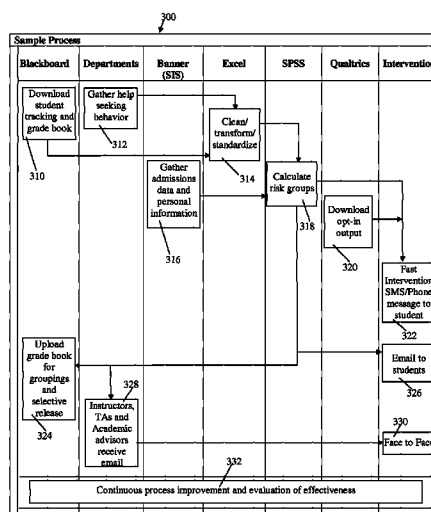 300
Sample Process
Blackboard
Departments
Banner
(SIS)
Excel
SPSS
Qualtrics
Intervention
Download
student
tracking and
grade book
310
Gather help
seeking
behavior
312
Clean/
transform/
standardize
314
Gather
admissions
data and
personal
information
316
Calculate
risk groups
318
Download
opt-in
output
320
Fast
Intervention
SMS/Phone
message to
student
322
Upload
grade book
for
groupings
and
selective
release
324
Email to
students
326
328
Instructors,
TAs and
Academic
advisors
receive
email
330
Face to Face
332
Continuous process improvement and evaluation of effectiveness